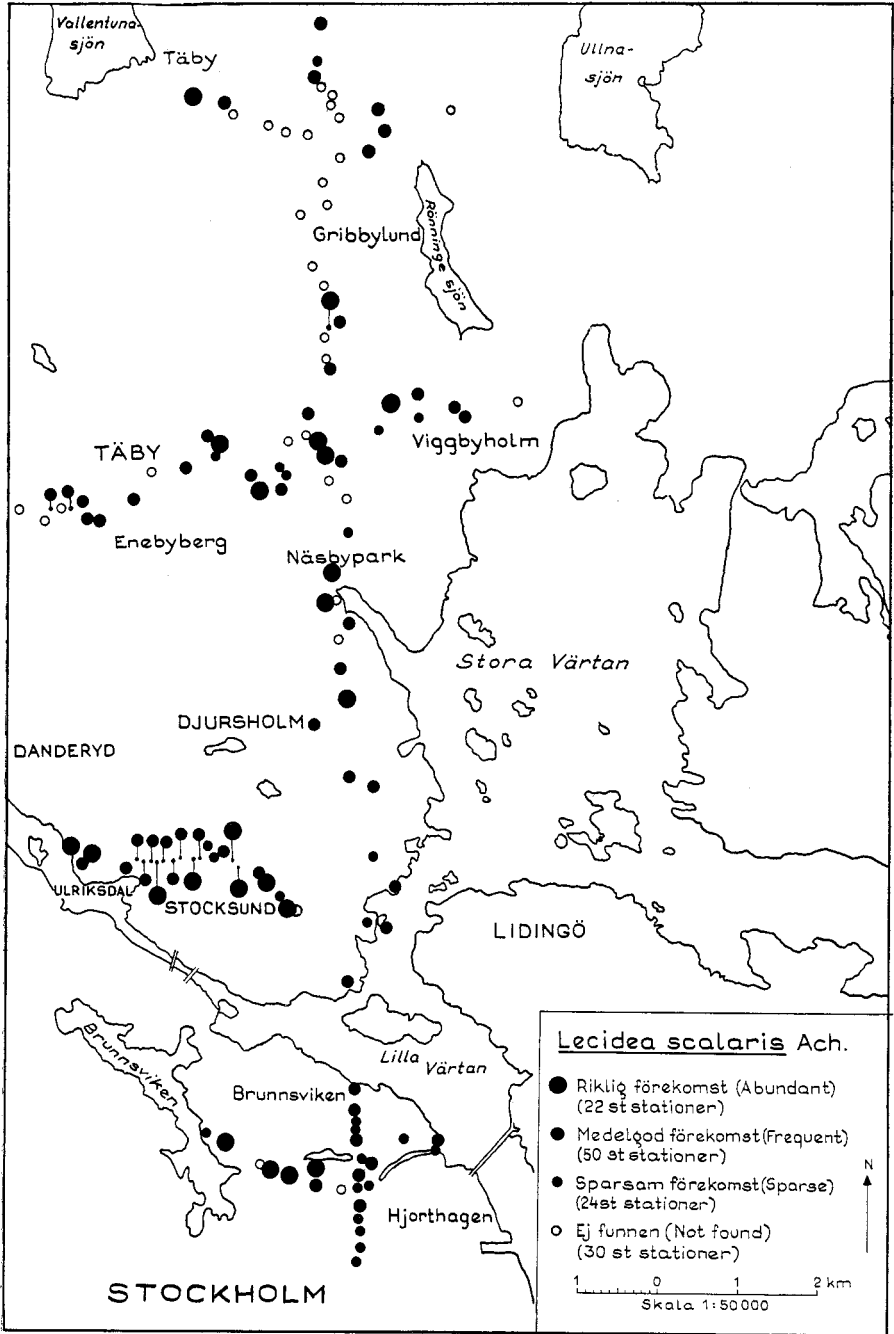 Vallentuna-
sjön
Täby
Ullna-
sjön
Gribbylund
Rönninge sjön
TÄBY
Viggbyholm
Enebyberg
Näsbypark
Stora Värtan
DJURSHOLM
DANDERYD
ULRIKSDAL
STOCKSUND
LIDINGÖ
Brunnsviken
Lilla
Värtan
Brunnsviken
Hjorthagen
STOCKHOLM
Lecidea scalaris Ach.
Riklig förekomst (Abundant)
(22 st stationer)
Medelgod förekomst (Frequent)
(50 st stationer)
Sparsam förekomst (Sparse)
(24st stationer)
Ej funnen (Not found)
(30 st stationer)
N
1 0 1 2 km
Skala 1:50000